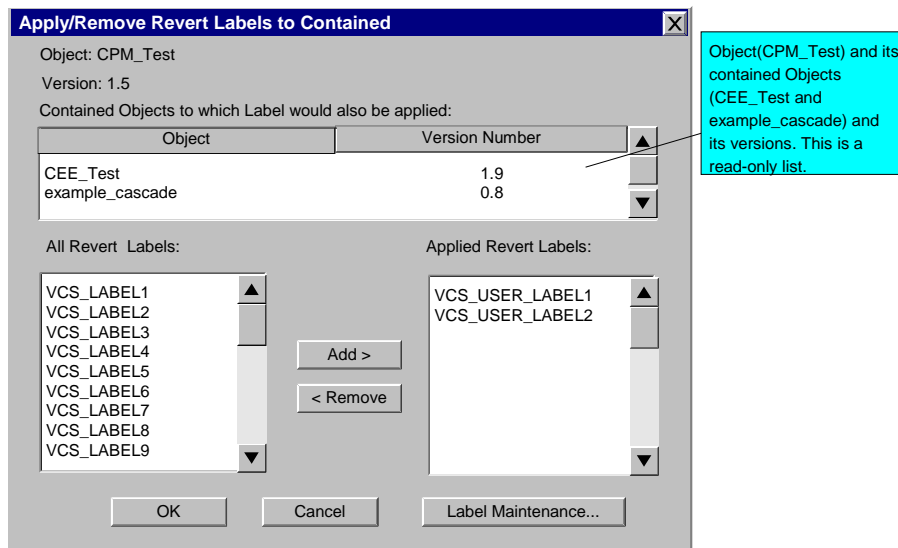 Apply/Remove Revert Labels to Contained
Object: CPM_Test
Version: 1.5
Contained Objects to which Label would also be applied:
Object Version Number
CEE_Test 1.9
example_cascade 0.8
Object(CPM_Test) and its
contained Objects
(CEE_Test and
example_cascade) and
its versions. This is a
read-only list.
All Revert Labels:
VCS_LABEL1
VCS_LABEL2
VCS_LABEL3
VCS_LABEL4
VCS_LABEL5
VCS_LABEL6
VCS_LABEL7
VCS_LABEL8
VCS_LABEL9
Add >
< Remove
Applied Revert Labels:
VCS_USER_LABEL1
VCS_USER_LABEL2
OK Cancel Label Maintenance...